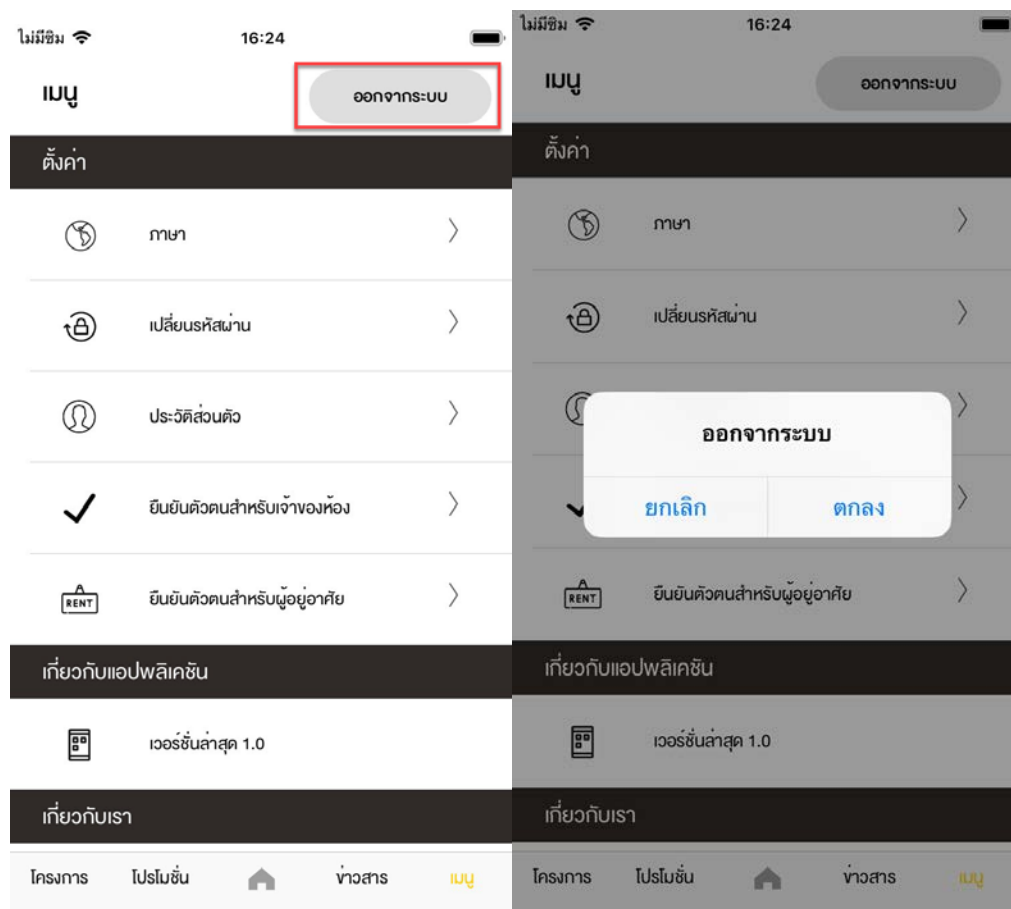 ไม่มีซิม 16:24
เมนู ออกจากระบบ
ตั้งค่า
ภาษา
เปลี่ยนรหัสผ่าน
ประวัติส่วนตัว
ยืนยันตัวตนสำหรับเจ้าของห้อง
RENT ยืนยันตัวตนสำหรับผู้อยู่อาศัย
เกี่ยวกับแอปพลิเคชัน
เวอร์ชั่นล่าสุด 1.0
เกี่ยวกับเรา
โครงการ โปรโมชั่น ข่าวสาร เมนู
ไม่มีซิม 16:24
เมนู ออกจากระบบ
ตั้งค่า
ภาษา
เปลี่ยนรหัสผ่าน
ออกจากระบบ
ยกเลิก ตกลง
RENT ยืนยันตัวตนสำหรับผู้อยู่อาศัย
เกี่ยวกับแอปพลิเคชัน
เวอร์ชั่นล่าสุด 1.0
เกี่ยวกับเรา
โครงการ โปรโมชั่น ข่าวสาร เมนู